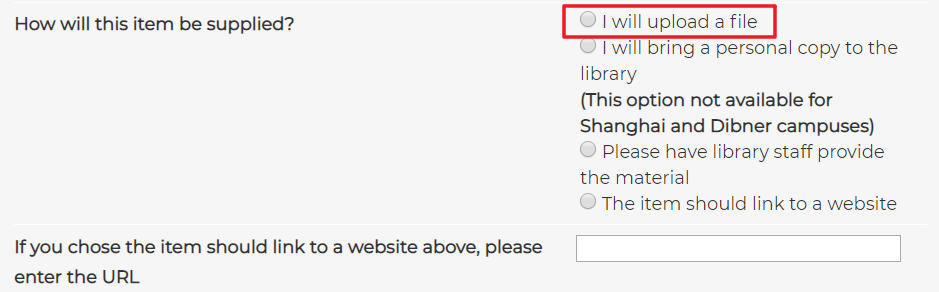 How will this item be supplied?
I will upload a file
I will bring a personal copy to the
library
(This option not available for
Shanghai and Dibner campuses)
Please have library staff provide
the material
The item should link to a website
If you chose the item should link to a website above, please
enter the URL